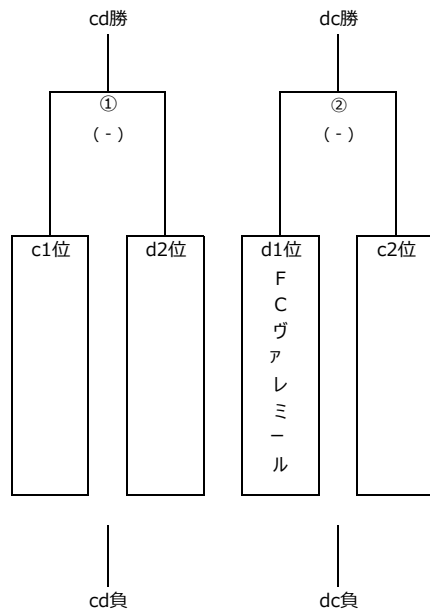 cd勝
dc勝
①
②
( - )
( - )
c1位
d2位
d1位
c2位
FCヴァレミール
cd負
dc負